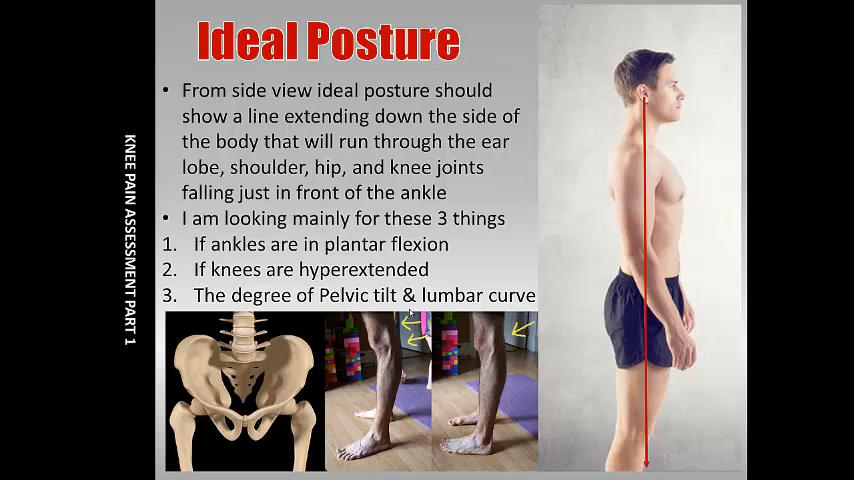 Ideal Posture
• From side view ideal posture should
show a line extending down the side of
the body that will run through the ear
lobe, shoulder, hip, and knee joints
falling just in front of the ankle
• I am looking mainly for these 3 things
1. If ankles are in plantar flexion
2. If knees are hyperextended
3. The degree of Pelvic tilt & lumbar curve
KNEE PAIN ASSESSMENT PART 1